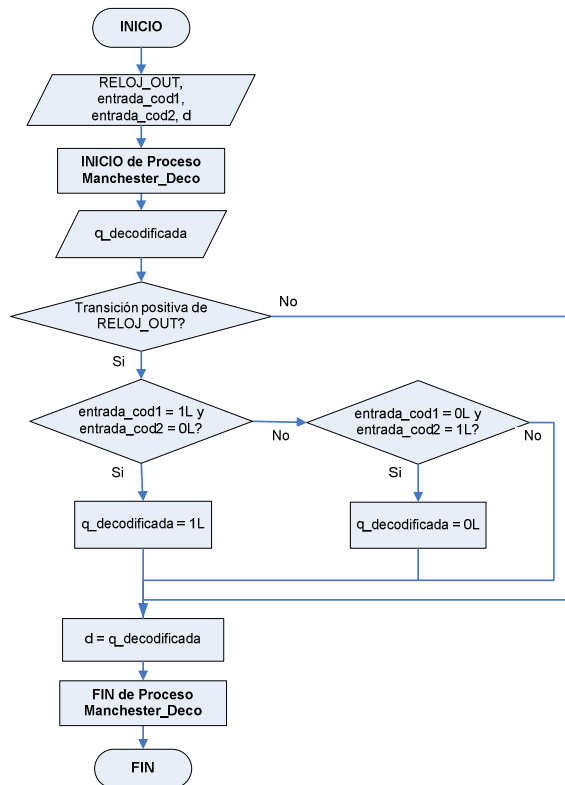 INICIO
RELOJ_OUT,
entrada_cod1,
entrada_cod2, d
INICIO de Proceso
Manchester_Deco
q_decodificada
Transición positiva de
RELOJ_OUT?
No
Si
entrada_cod1 = 1L y
entrada_cod2 = 0L?
No
entrada_cod1 = 0L y
entrada_cod2 = 1L?
No
Si
Si
q_decodificada = 1L
q_decodificada = 0L
d = q_decodificada
FIN de Proceso
Manchester_Deco
FIN